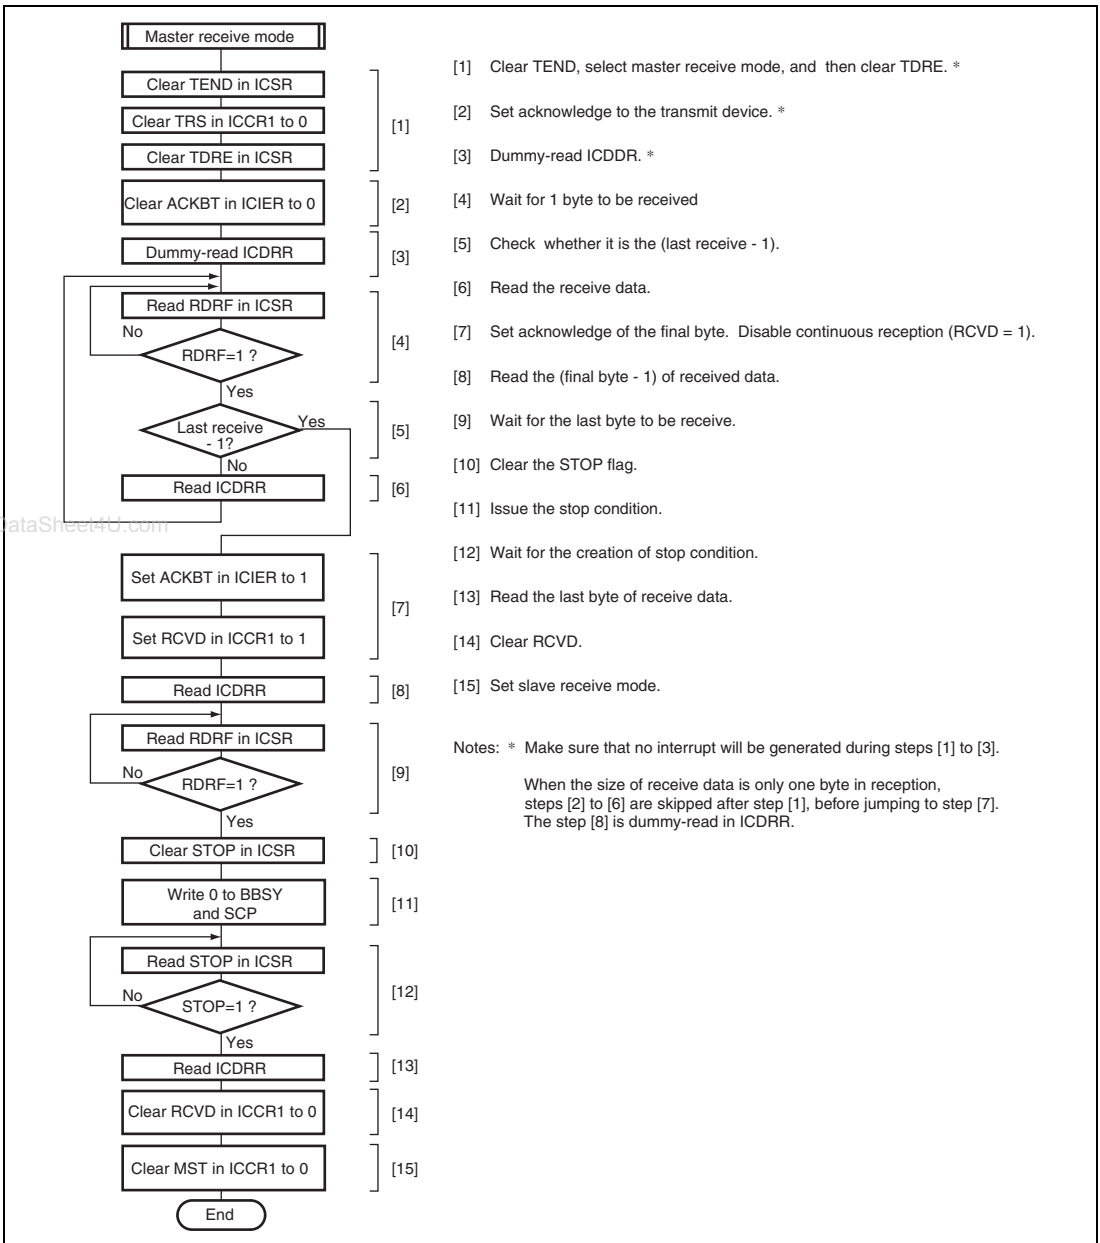 Master receive mode
Clear TEND in ICSR
Clear TRS in ICCR1 to 0
Clear TDRE in ICSR
[1]
Clear ACKBT in ICIER to 0
[2]
Dummy-read ICDRR
[3]
Read RDRF in ICSR
No
RDRF=1 ?
[4]
Yes
Last receive
- 1?
Yes
[5]
No
Read ICDRR
[6]
DataSheet4U.com
Set ACKBT in ICIER to 1
[7]
Set RCVD in ICCR1 to 1
Read ICDRR
[8]
Read RDRF in ICSR
No
RDRF=1 ?
[9]
Yes
Clear STOP in ICSR
[10]
Write 0 to BBSY
and SCP
[11]
Read STOP in ICSR
No
STOP=1 ?
[12]
Yes
Read ICDRR
[13]
Clear RCVD in ICCR1 to 0
[14]
Clear MST in ICCR1 to 0
[15]
End
[1] Clear TEND, select master receive mode, and then clear TDRE. *
[2] Set acknowledge to the transmit device. *
[3] Dummy-read ICDDR. *
[4] Wait for 1 byte to be received
[5] Check whether it is the (last receive - 1).
[6] Read the receive data.
[7] Set acknowledge of the final byte. Disable continuous reception (RCVD = 1).
[8] Read the (final byte - 1) of received data.
[9] Wait for the last byte to be receive.
[10] Clear the STOP flag.
[11] Issue the stop condition.
[12] Wait for the creation of stop condition.
[13] Read the last byte of receive data.
[14] Clear RCVD.
[15] Set slave receive mode.
Notes: * Make sure that no interrupt will be generated during steps [1] to [3].
When the size of receive data is only one byte in reception,
steps [2] to [6] are skipped after step [1], before jumping to step [7].
The step [8] is dummy-read in ICDRR.